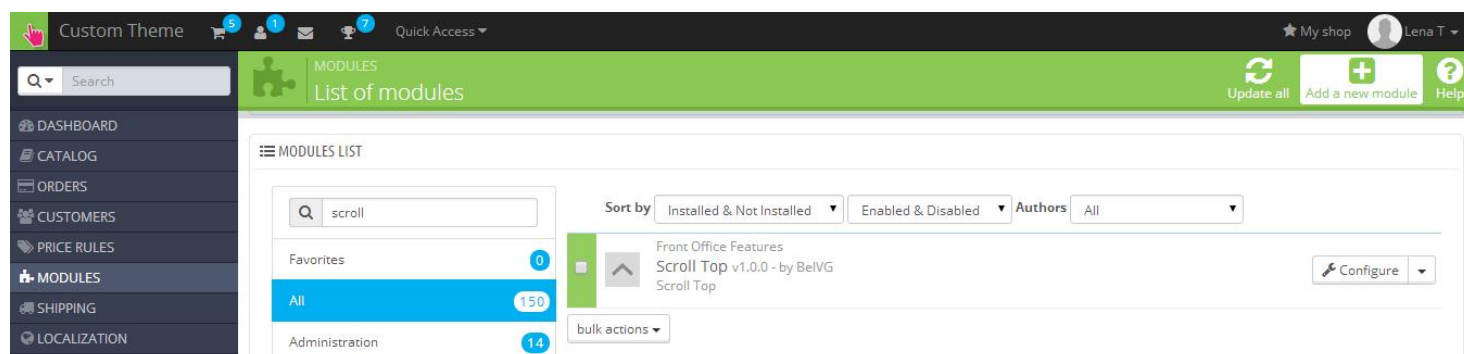 Custom Theme 5 1 7 Quick Access My shop Lena T
Search
MODULES
List of modules
Update all Add a new module Help
DASHBOARD
CATALOG
ORDERS
CUSTOMERS
PRICE RULES
MODULES
SHIPPING
LOCALIZATION
MODULES LIST
scroll
Favorites 0
All 150
Administration 14
Sort by Installed & Not Installed Enabled & Disabled Authors All
Front Office Features
Scroll Top v1.0.0 - by BelVG
Scroll Top
Configure
bulk actions